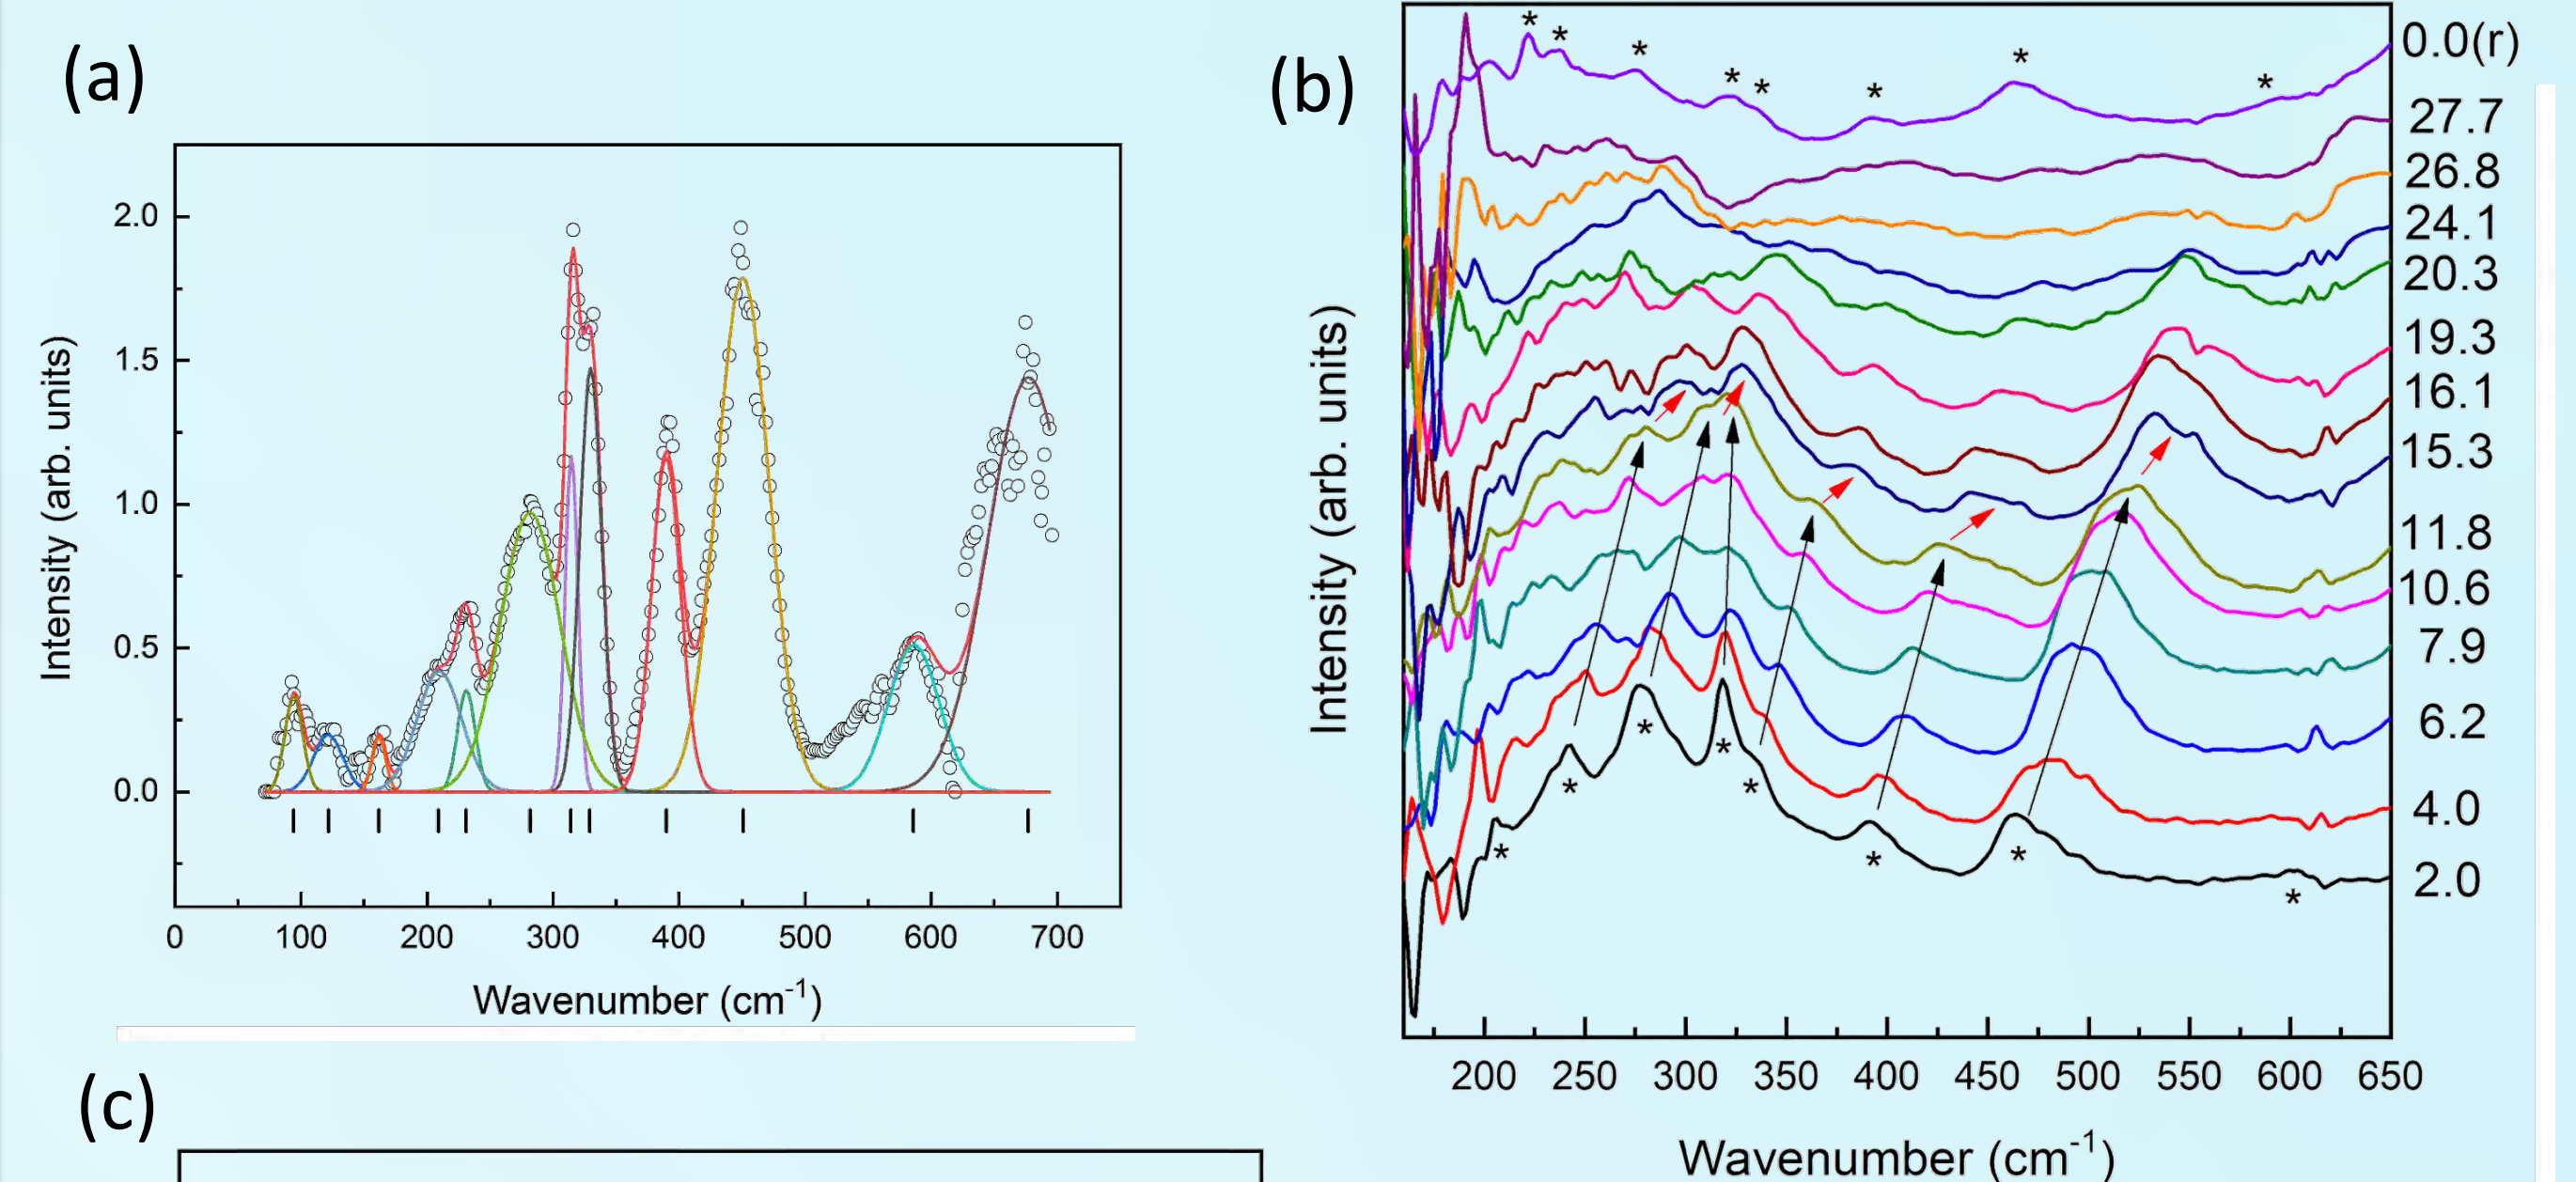 (a)
2.0
1.5
1.0
0.5
0.0
0 100 200 300 400 500 600 700
Intensity (arb. units)
Wavenumber (cm-1)
(b)
* * * * * * * *
0.0(r)
27.7
26.8
24.1
20.3
19.3
16.1
15.3
11.8
10.6
7.9
6.2
4.0
2.0
* * * * * * * *
200 250 300 350 400 450 500 550 600 650
Intensity (arb. units)
Wavenumber (cm-1)
(c)